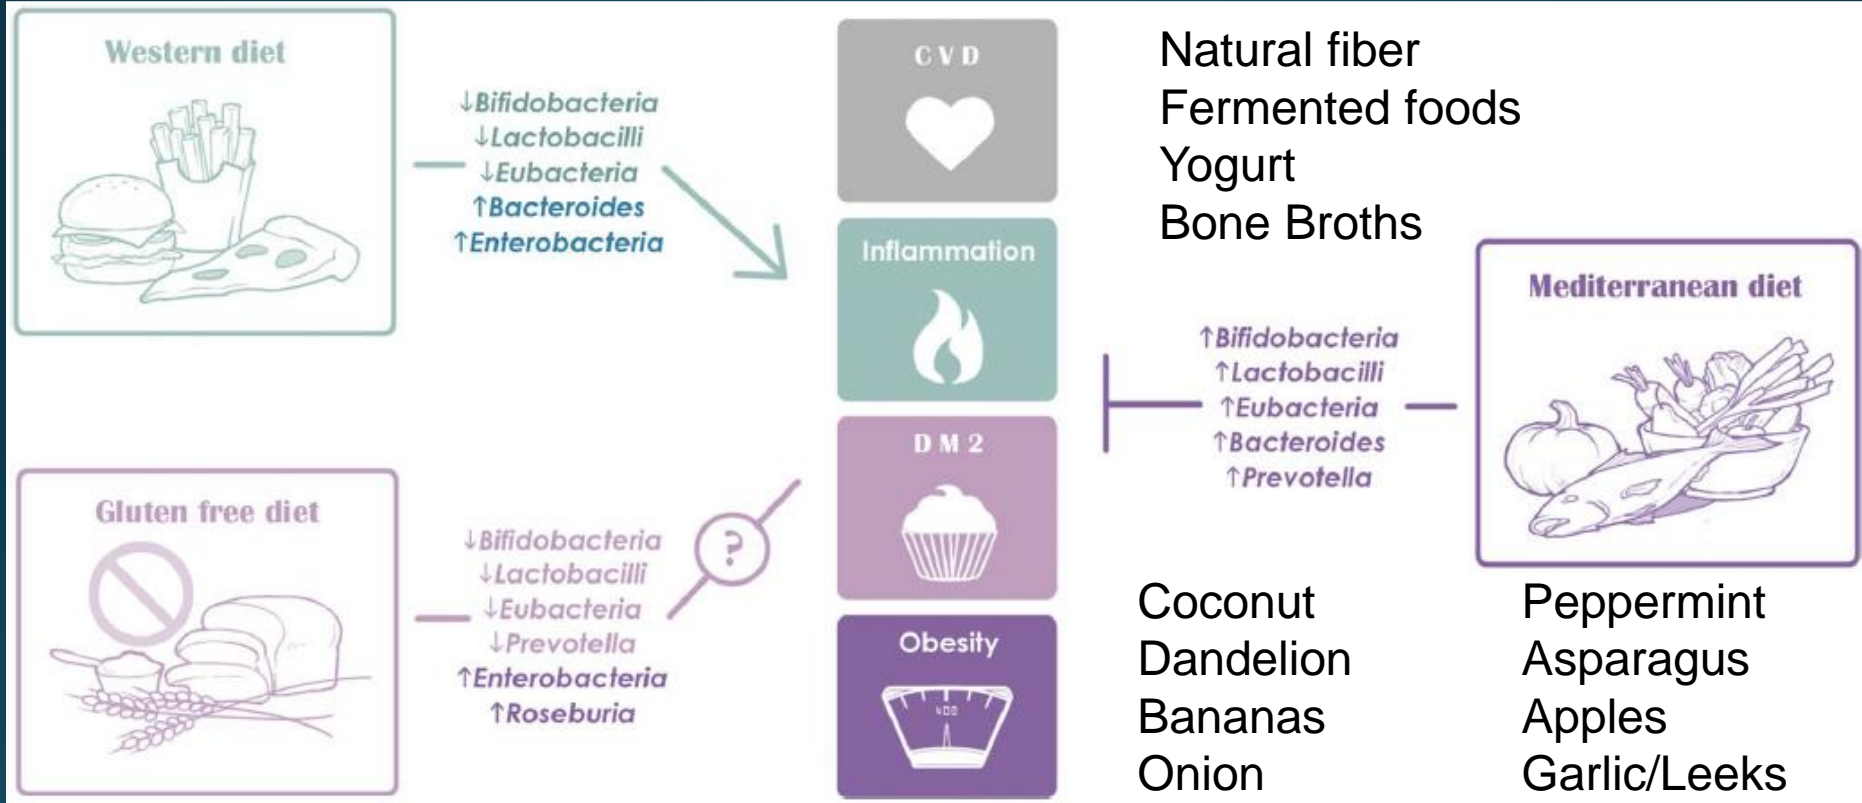 Western diet
↓Bifidobacteria
↓Lactobacilli
↓Eubacteria
↑Bacteroides
↑Enterobacteria
Gluten free diet
↓Bifidobacteria
↓Lactobacilli
↓Eubacteria
↓Prevotella
↑Enterobacteria
↑Roseburia
?
CVD
Inflammation
DM2
Obesity
Natural fiber
Fermented foods
Yogurt
Bone Broths
↑Bifidobacteria
↑Lactobacilli
↑Eubacteria
↑Bacteroides
↑Prevotella
Mediterranean diet
Coconut
Dandelion
Bananas
Onion
Peppermint
Asparagus
Apples
Garlic/Leeks